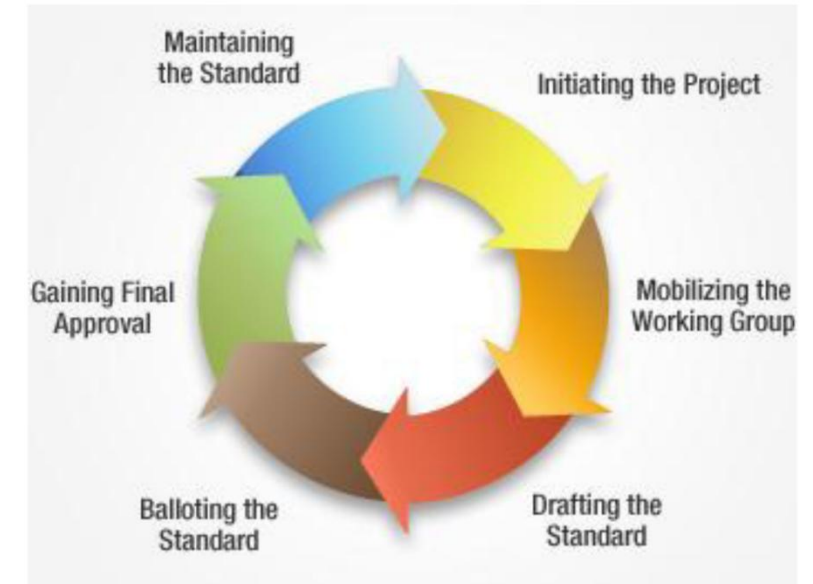 Maintaining
the Standard
Initiating the Project
Mobilizing the
Working Group
Drafting the
Standard
Balloting the
Standard
Gaining Final
Approval